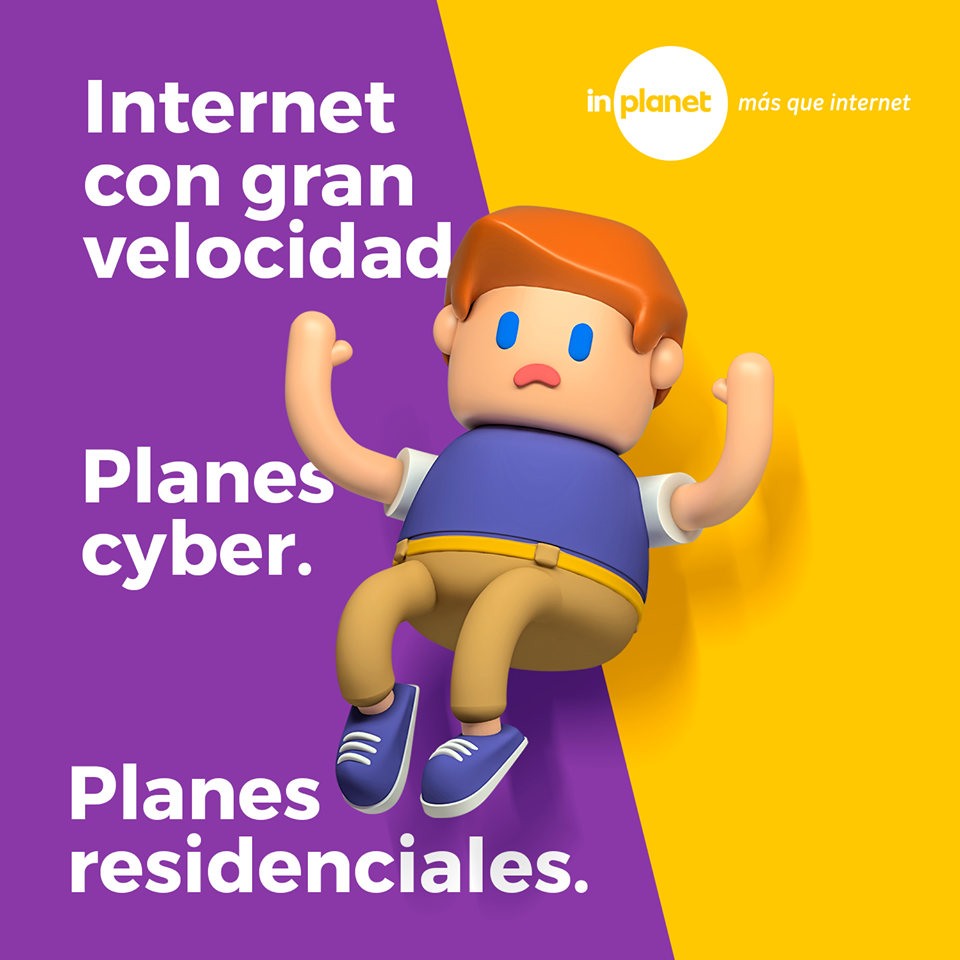 Internet
con gran
velocidad
in planet más que internet
Planes
cyber.
Planes
residenciales.